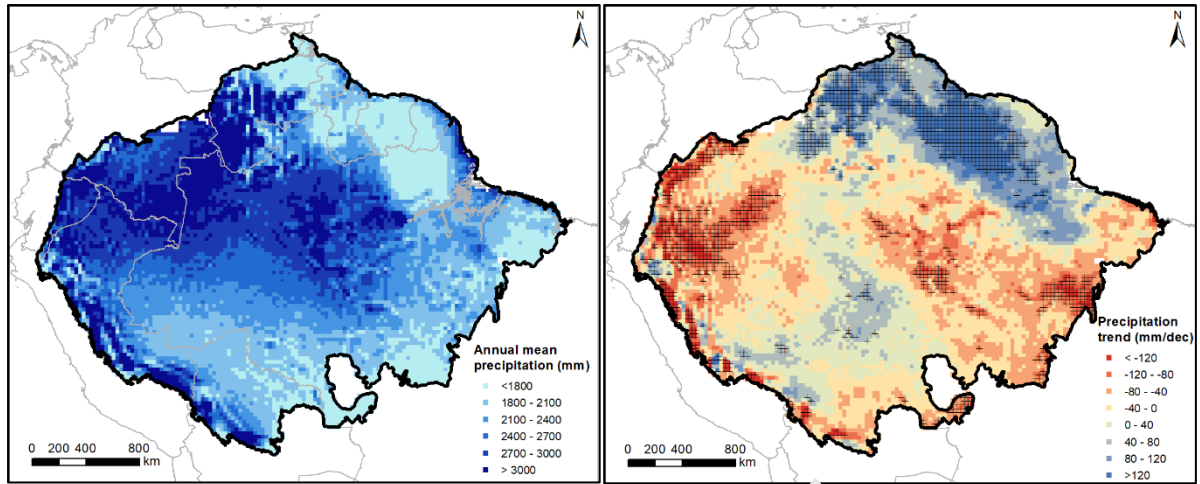 N
Annual mean
precipitation (mm)
<1800
1800 - 2100
2100 - 2400
2400 - 2700
2700 - 3000
> 3000
0 200 400 800
km
N
Precipitation
trend (mm/dec)
< -120
-120 - -80
-80 - -40
-40 - 0
0 - 40
40 - 80
80 - 120
>120
0 200 400 800
km